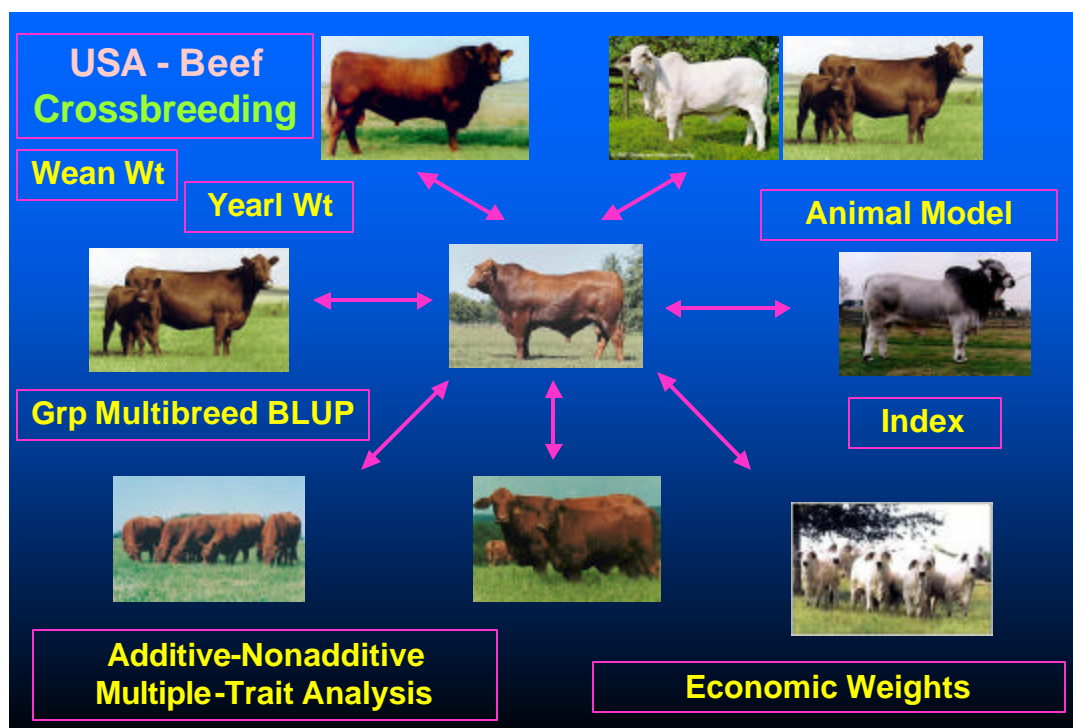 USA - Beef
Crossbreeding
Wean Wt
Yearl Wt
Animal Model
Grp Multibreed BLUP
Index
Additive-Nonadditive
Multiple-Trait Analysis
Economic Weights